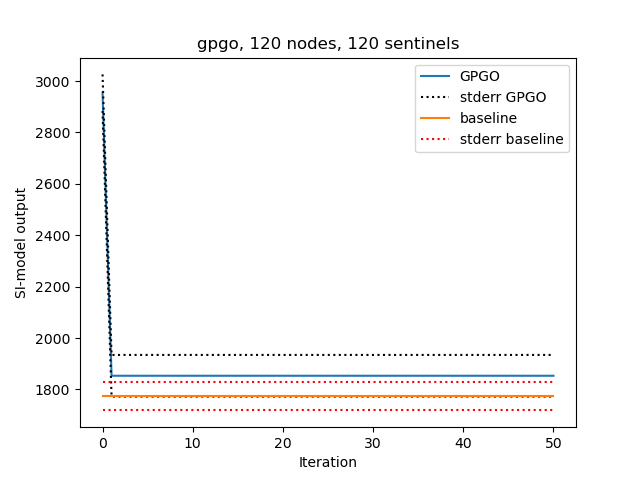 gpgo, 120 nodes, 120 sentinels
GPGO
stderr GPGO
baseline
stderr baseline
SI-model output
3000
2800
2600
2400
2200
2000
1800
0 10 20 30 40 50
Iteration